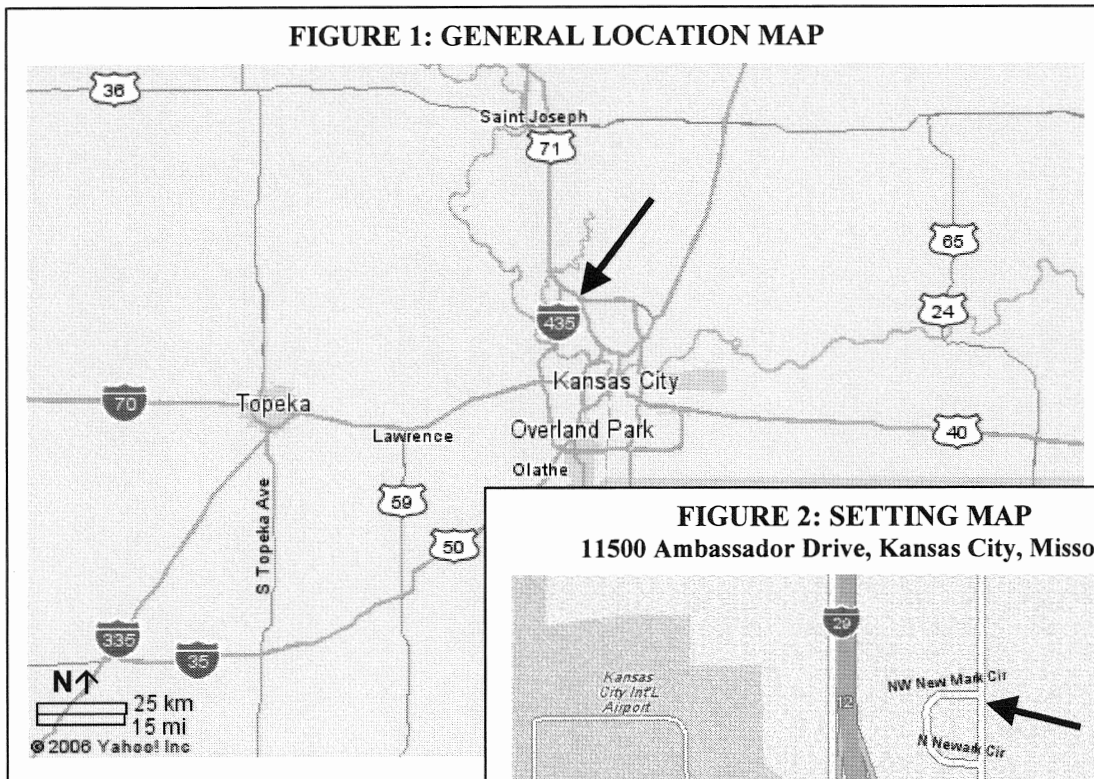 FIGURE 1: GENERAL LOCATION MAP
36
Saint Joseph
71
65
24
435
Kansas City
70
Topeka
Lawrence
Overland Park
40
Olathe
59
S Topeka Ave
50
335
35
N
25 km
15 mi
© 2006 Yahoo! Inc
FIGURE 2: SETTING MAP
11500 Ambassador Drive, Kansas City, Misso
29
Kansas
City Int'L
Airport
12
NW New Mark Cir
N Newark Cir